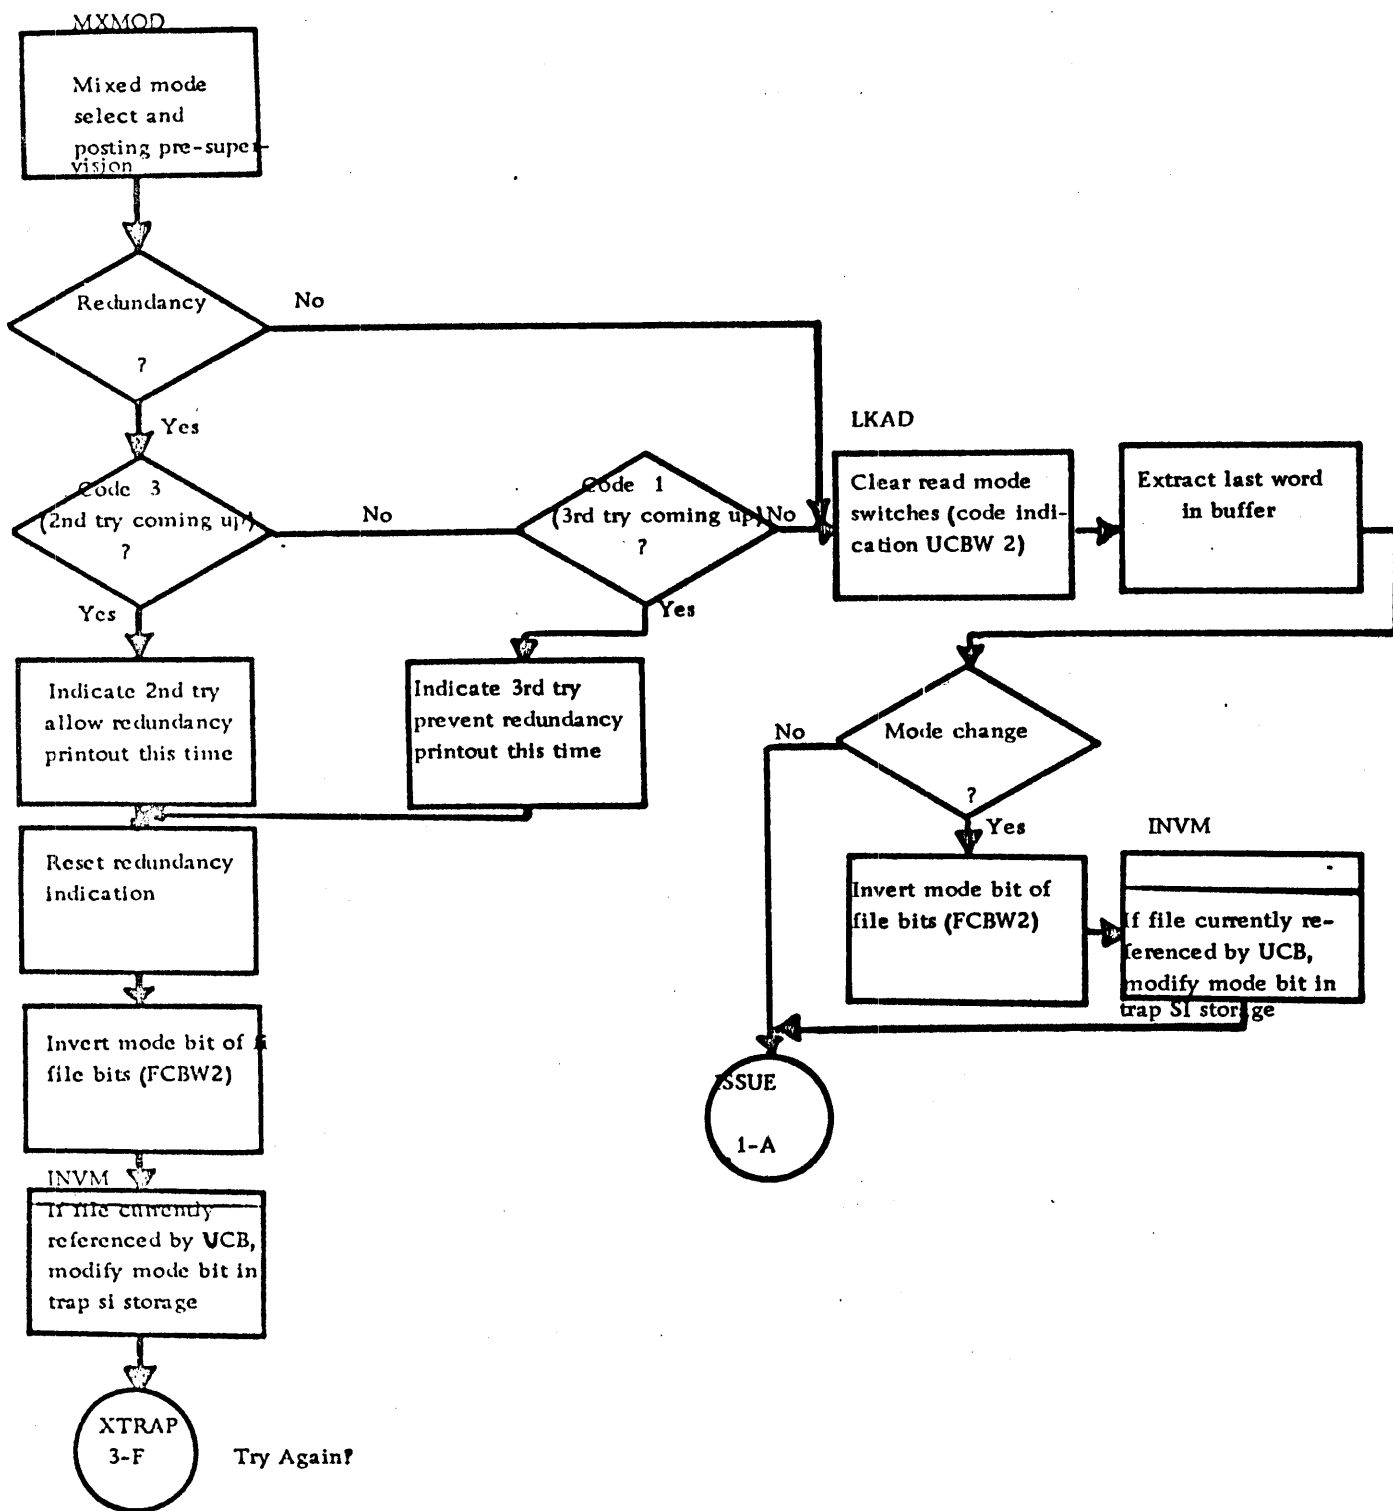 MXMOD
Mixed mode
select and
posting pre-super-
vision
Redundancy
?
No
Yes
Code 3
(2nd try coming up)
?
No
Code 1
(3rd try coming up)
?
No
Yes
Yes
LKAD
Clear read mode
switches (code indi-
cation UCBW 2)
Extract last word
in buffer
Indicate 2nd try
allow redundancy
printout this time
Indicate 3rd try
prevent redundancy
printout this time
No
Mode change
?
Yes
INVM
Reset redundancy
indication
Invert mode bit of
file bits (FCBW2)
If file currently re-
ferenced by UCB,
modify mode bit in
trap SI storage
Invert mode bit of fi
file bits (FCBW2)
ISSUE
1-A
INVM
If file currently
referenced by UCB,
modify mode bit in
trap si storage
XTRAP
3-F
Try Again?